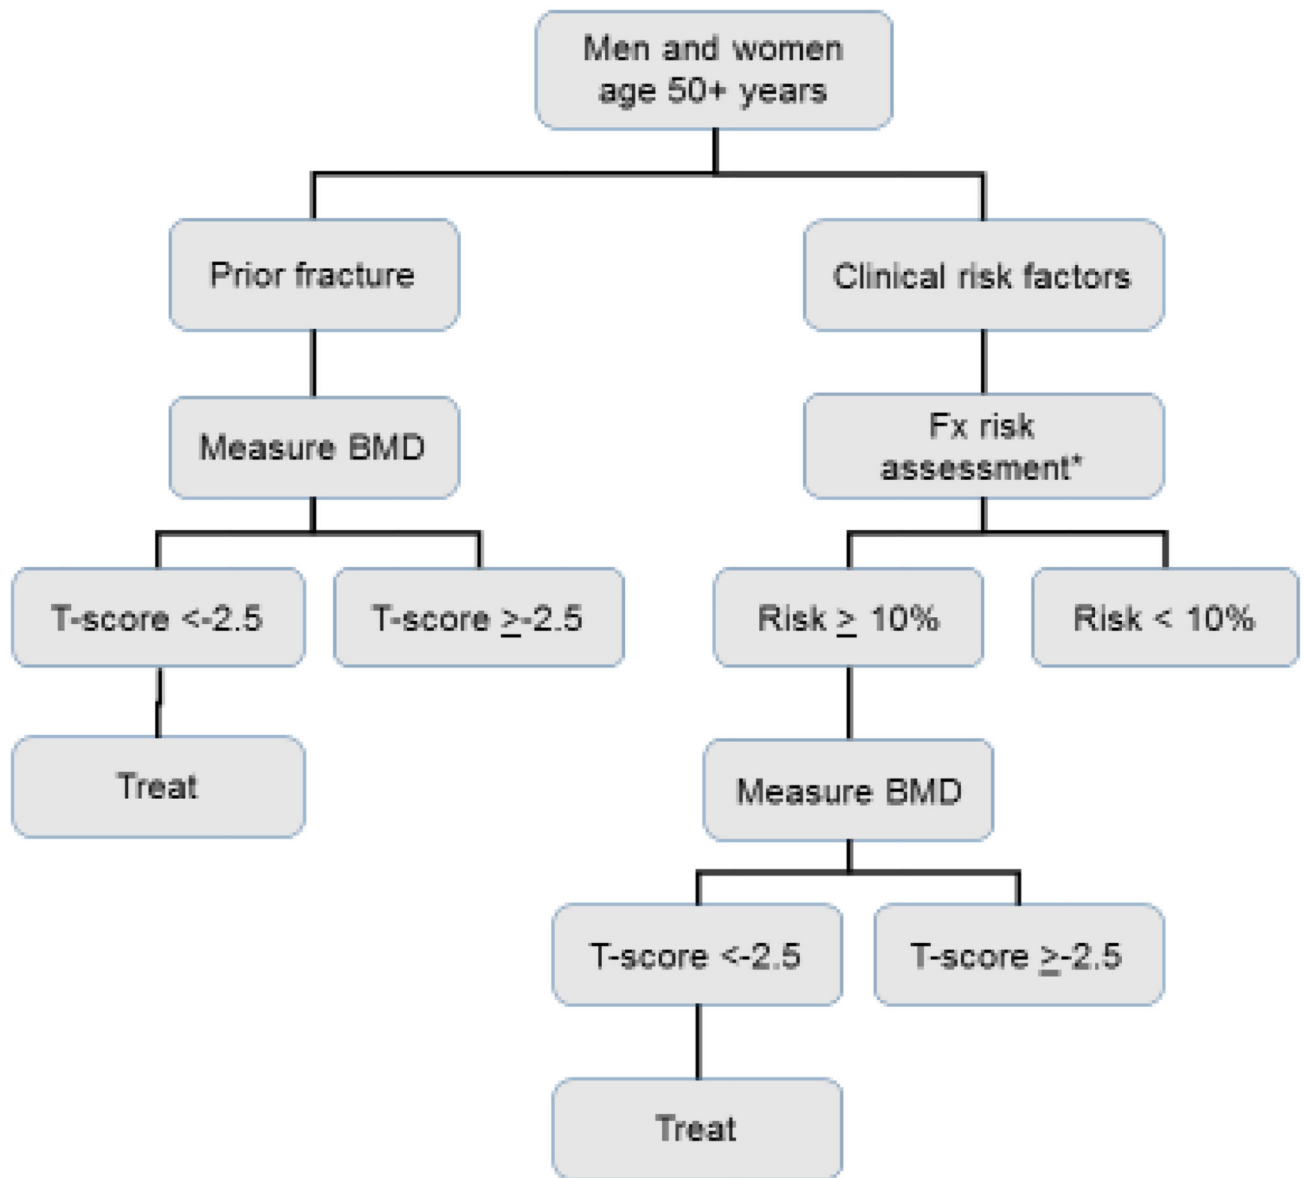 Men and women
age 50+ years
Prior fracture
Clinical risk factors
Measure BMD
Fx risk
assessment*
T-score <-2.5
T-score ≥-2.5
Risk ≥ 10%
Risk < 10%
Treat
Measure BMD
T-score <-2.5
T-score ≥-2.5
Treat